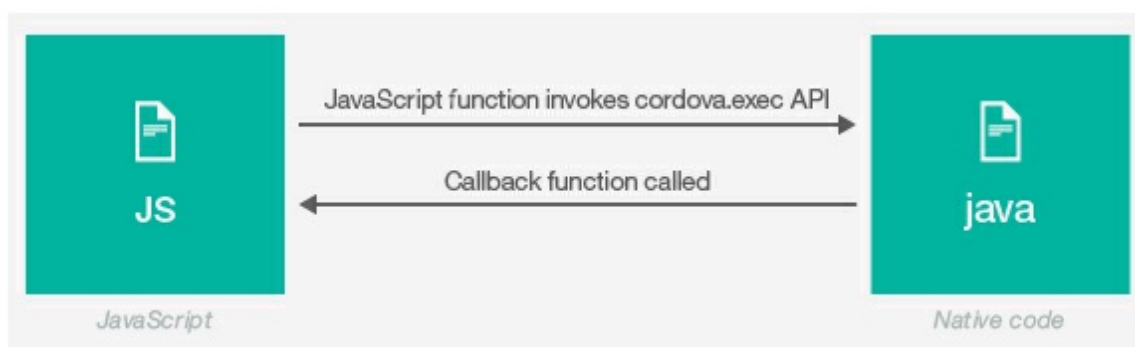 JavaScript function invokes cordova.exec API
Callback function called
JS
java
JavaScript
Native code